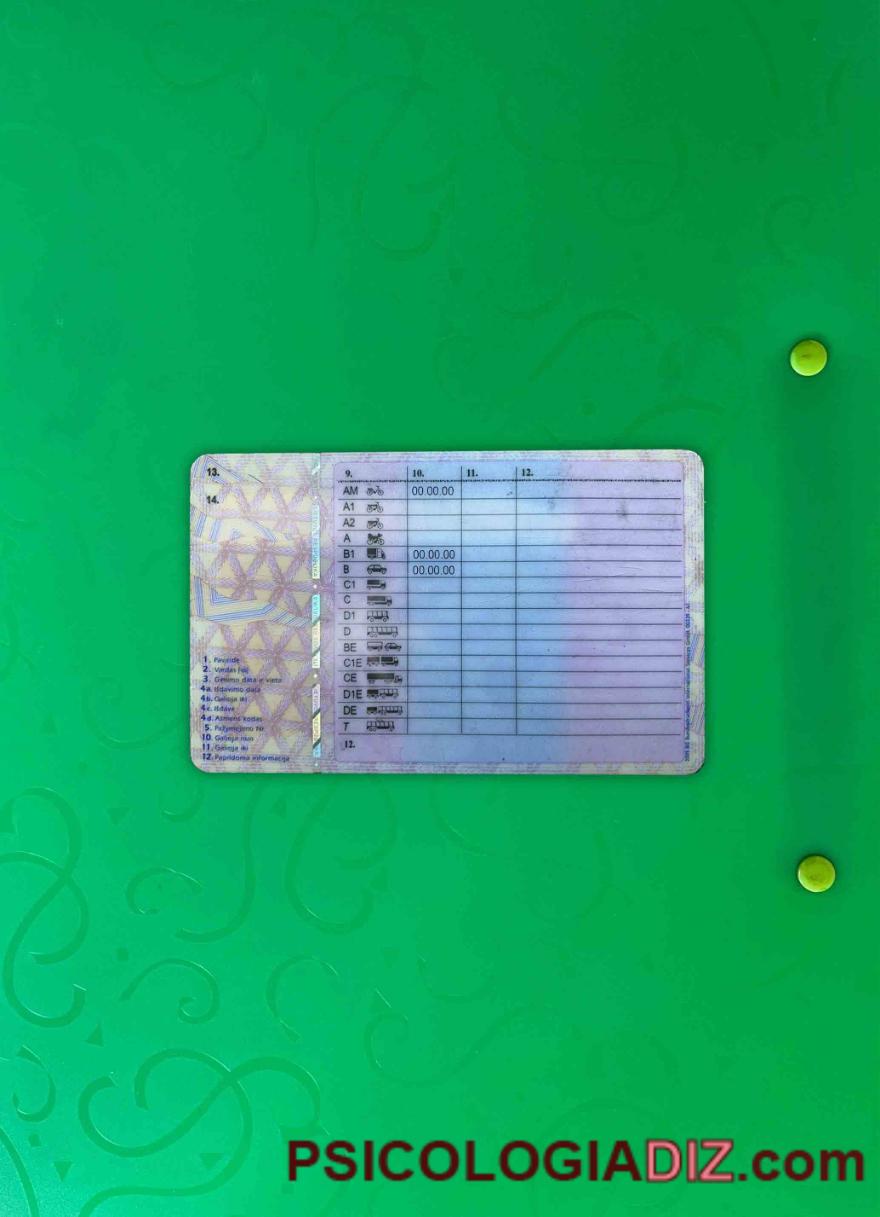 13.
14.
9. 10. 11. 12.
AM 00.00.00
A1
A2
A
B1 00.00.00
B 00.00.00
C1
C
D1
D
BE
C1E
CE
D1E
DE
T
12.
1. Pavardė
2. Vardas (-ai)
3. Gimimo data ir vieta
4a. Išdavimo data
4b. Galioja iki
4c. Išdavė
4d. Asmens kodas
5. Pažymėjimo Nr.
10. Galioja nuo
11. Galioja iki
12. Papildoma informacija
PSICOLOGIADIZ.com